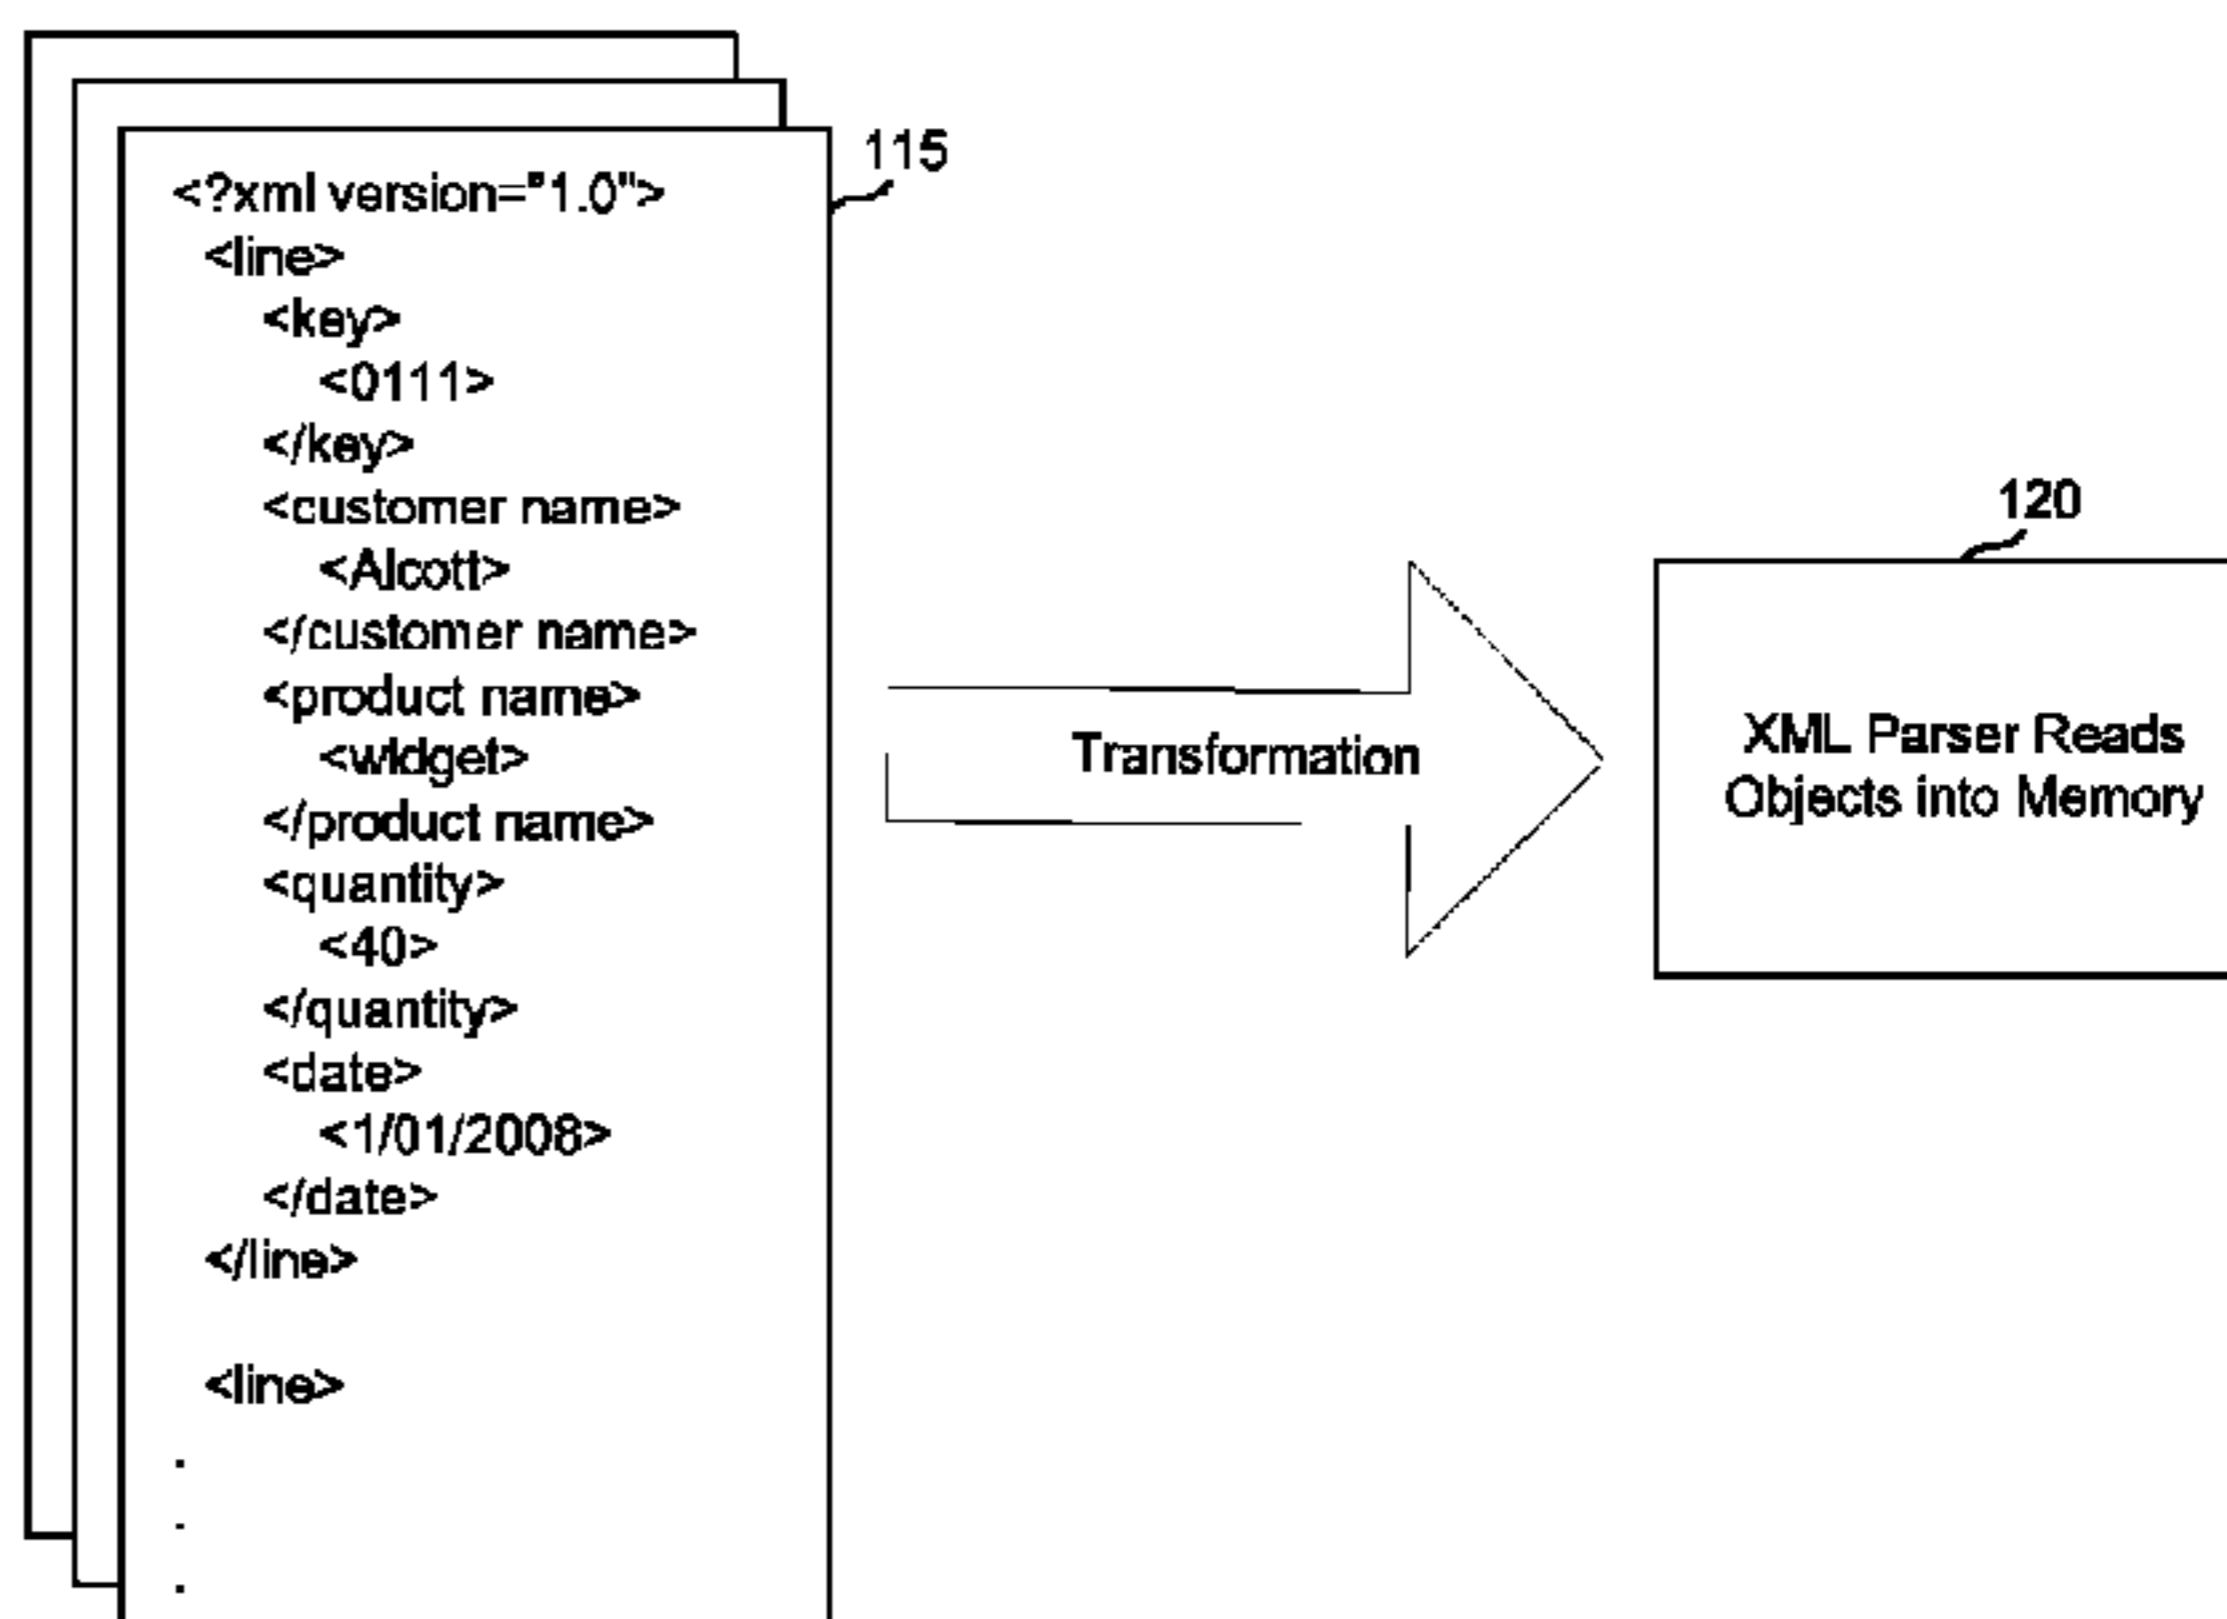 115
<?xml version="1.0">
<line>
<key>
<0111>
</key>
<customer name>
<Alcott>
</customer name>
<product name>
<widget>
</product name>
<quantity>
<40>
</quantity>
<date>
<1/01/2008>
</date>
</line>
<line>
.
.
.
Transformation
120
XML Parser Reads
Objects into Memory